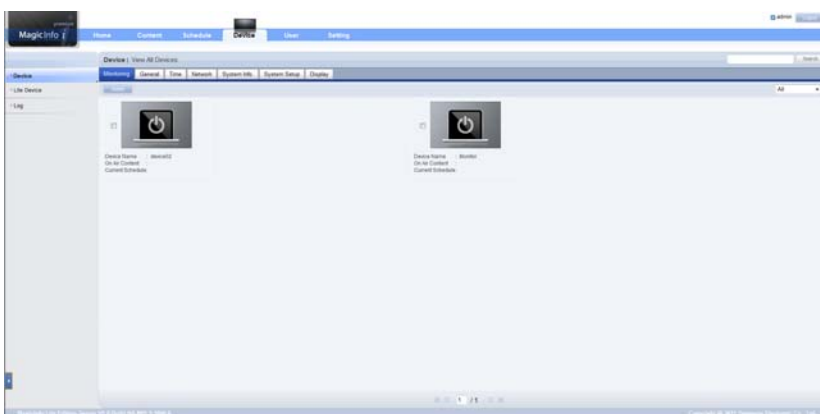 premium
MagicInfo i
admin
Home Content Schedule Device User Setting
Device | View All Devices
Search
Device
Lite Device
Log
Monitoring General Time Network System Info. System Setup Display
All
Device Name : device02
On Air Content
Current Schedule
Device Name : Monitor
On Air Content
Current Schedule
1 / 1